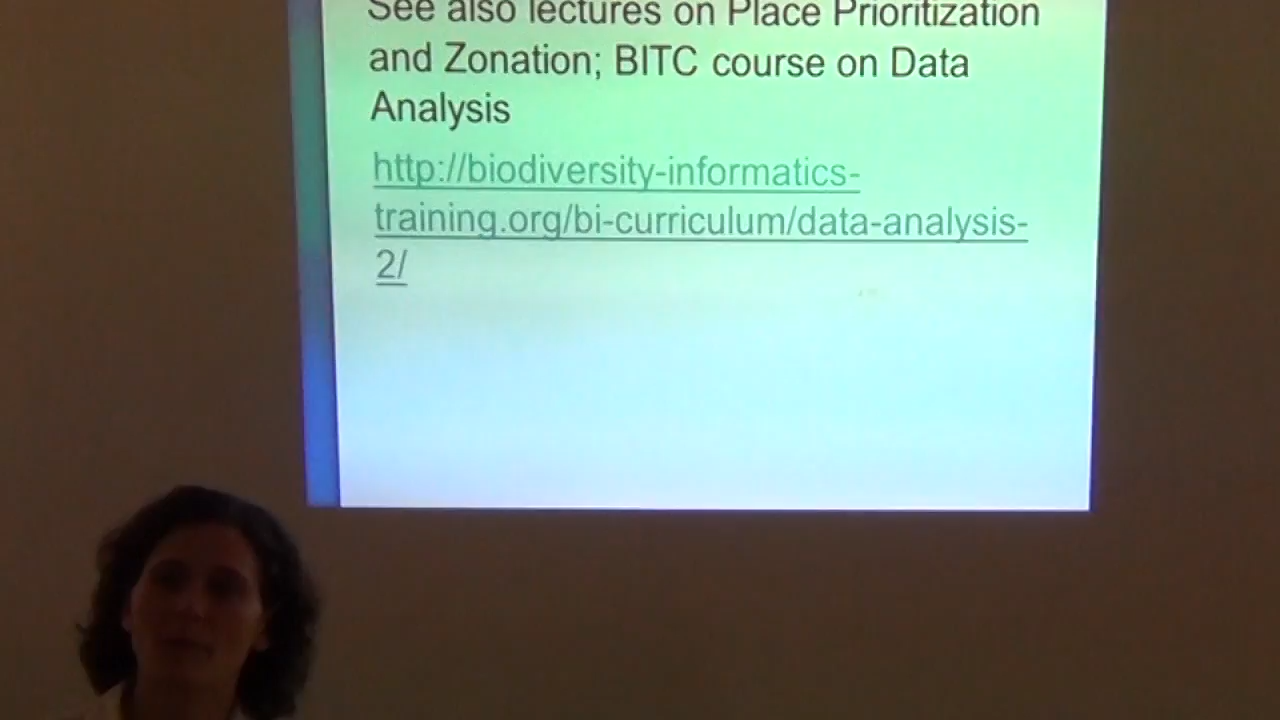 See also lectures on Place Prioritization
and Zonation; BITC course on Data
Analysis
http://biodiversity-informatics-
training.org/bi-curriculum/data-analysis-
2/